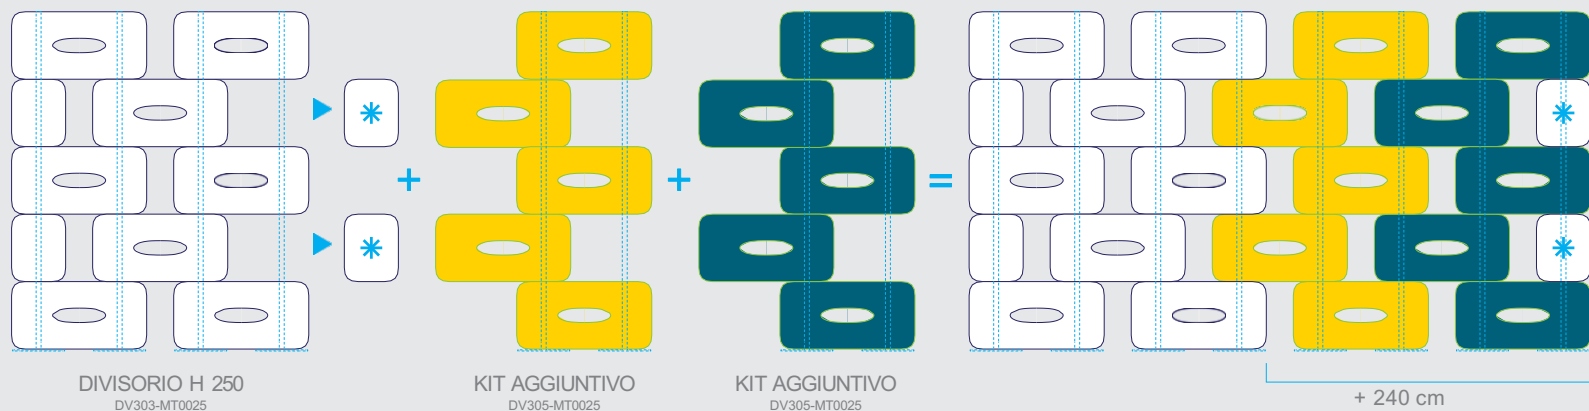 + + =
DIVISORIO H 250
DV303-MT0025
KIT AGGIUNTIVO
DV305-MT0025
KIT AGGIUNTIVO
DV305-MT0025
+ 240 cm